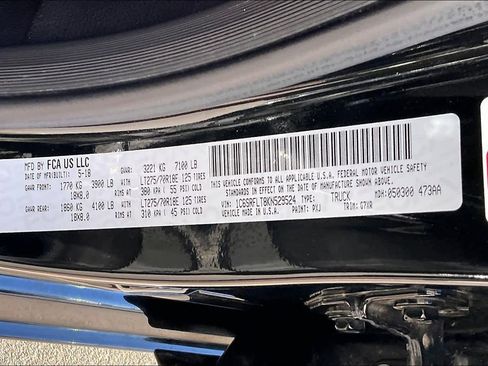 MFD BY FCA US LLC
DATE OF MFR(BUILT): 5-18 GVWR: 3221 KG 7100 LB
GAWR FRONT: 1770 KG 3900 LB WITH LT275/70R18E 125 TIRES
18X8.0 RIMS AT 380 KPA( 55 PSI COLD
GAWR REAR: 1860 KG 4100 LB WITH LT275/70R18E 125 TIRES
18X8.0 RIMS AT 310 KPA( 45 PSI COLD
THIS VEHICLE CONFORMS TO ALL APPLICABLE U.S.A. FEDERAL MOTOR VEHICLE SAFETY
STANDARDS IN EFFECT ON THE DATE OF MANUFACTURE SHOWN ABOVE.
VIN: 1C6SRFLT8KN529524 TYPE: TRUCK MDH: 050300 473AA
PAINT: PXJ TRIM: G7XR